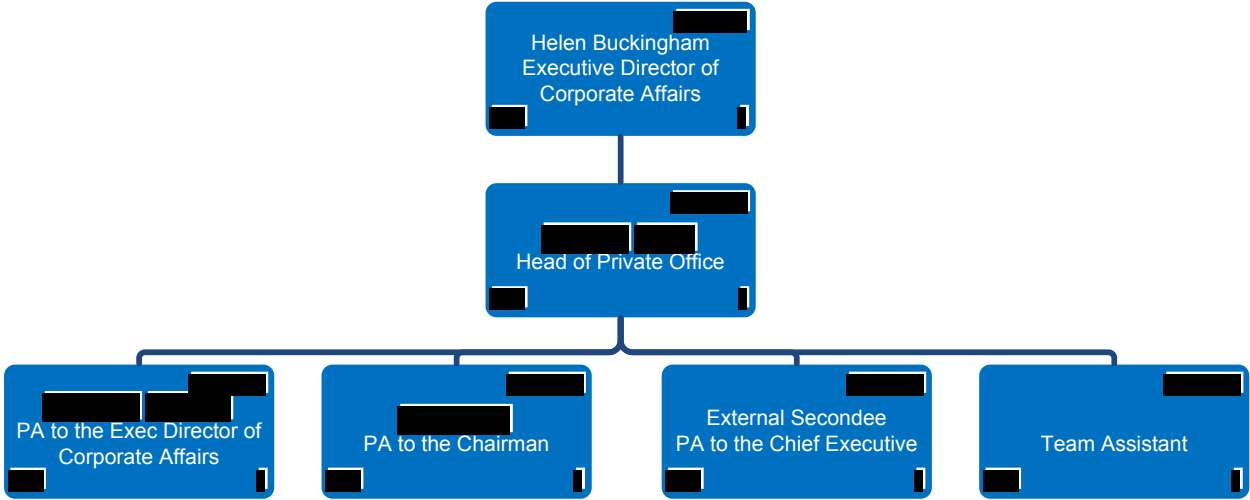 Helen Buckingham
Executive Director of
Corporate Affairs
Head of Private Office
PA to the Exec Director of
Corporate Affairs
PA to the Chairman
External Secondee
PA to the Chief Executive
Team Assistant